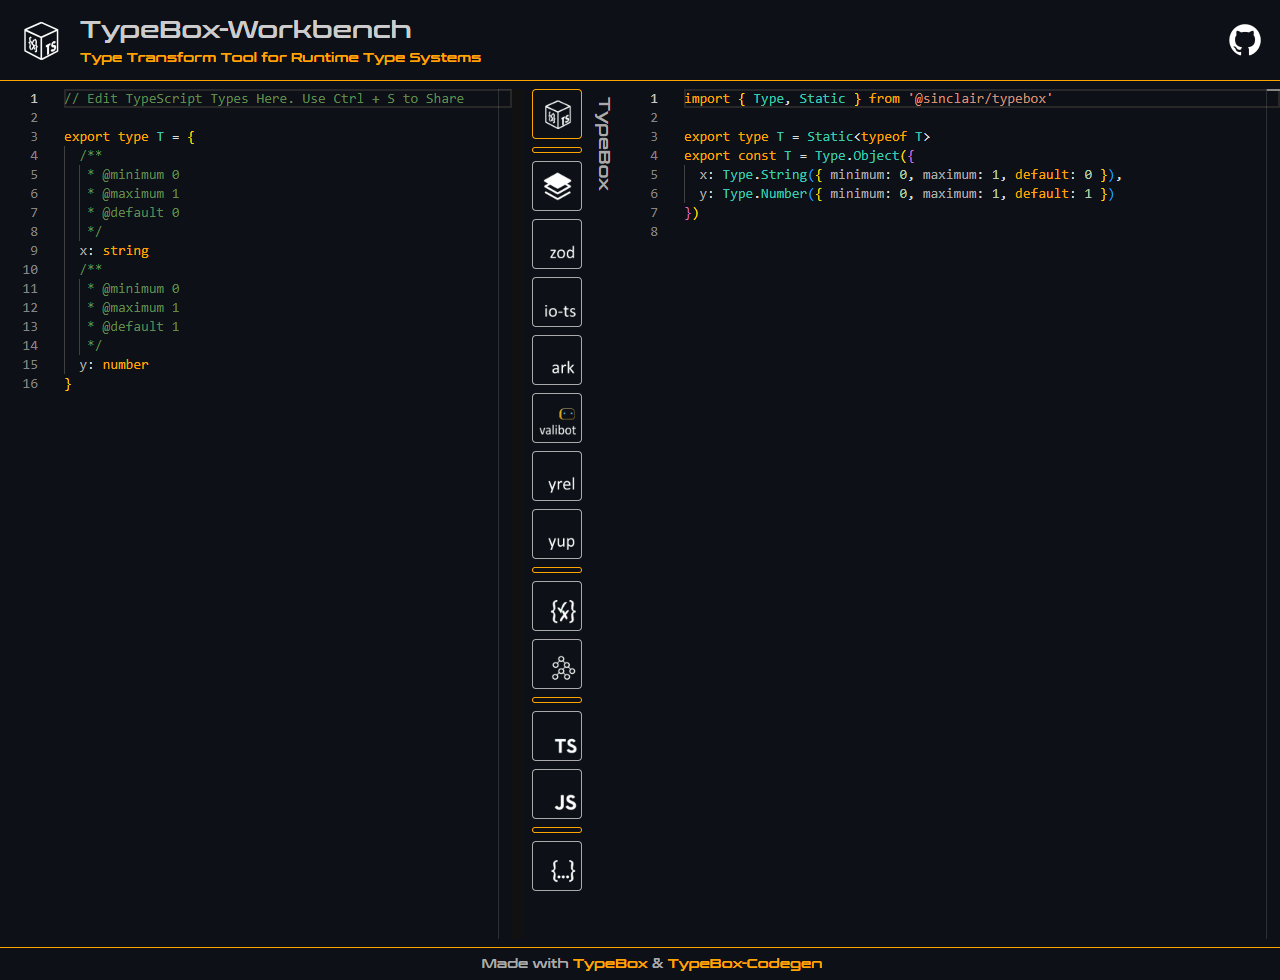 TypeBox-Workbench
Type Transform Tool for Runtime Type Systems
1 // Edit TypeScript Types Here. Use Ctrl + S to Share
2
3 export type T = {
4 /**
5 * @minimum 0
6 * @maximum 1
7 * @default 0
8 */
9 x: string
10 /**
11 * @minimum 0
12 * @maximum 1
13 * @default 1
14 */
15 y: number
16 }
TS
TypeBox
zod
io-ts
ark
valibot
yrel
yup
TS
JS
{...}
1 import { Type, Static } from '@sinclair/typebox'
2
3 export type T = Static<typeof T>
4 export const T = Type.Object({
5 x: Type.String({ minimum: 0, maximum: 1, default: 0 }),
6 y: Type.Number({ minimum: 0, maximum: 1, default: 1 })
7 })
8
Made with TypeBox & TypeBox-Codegen